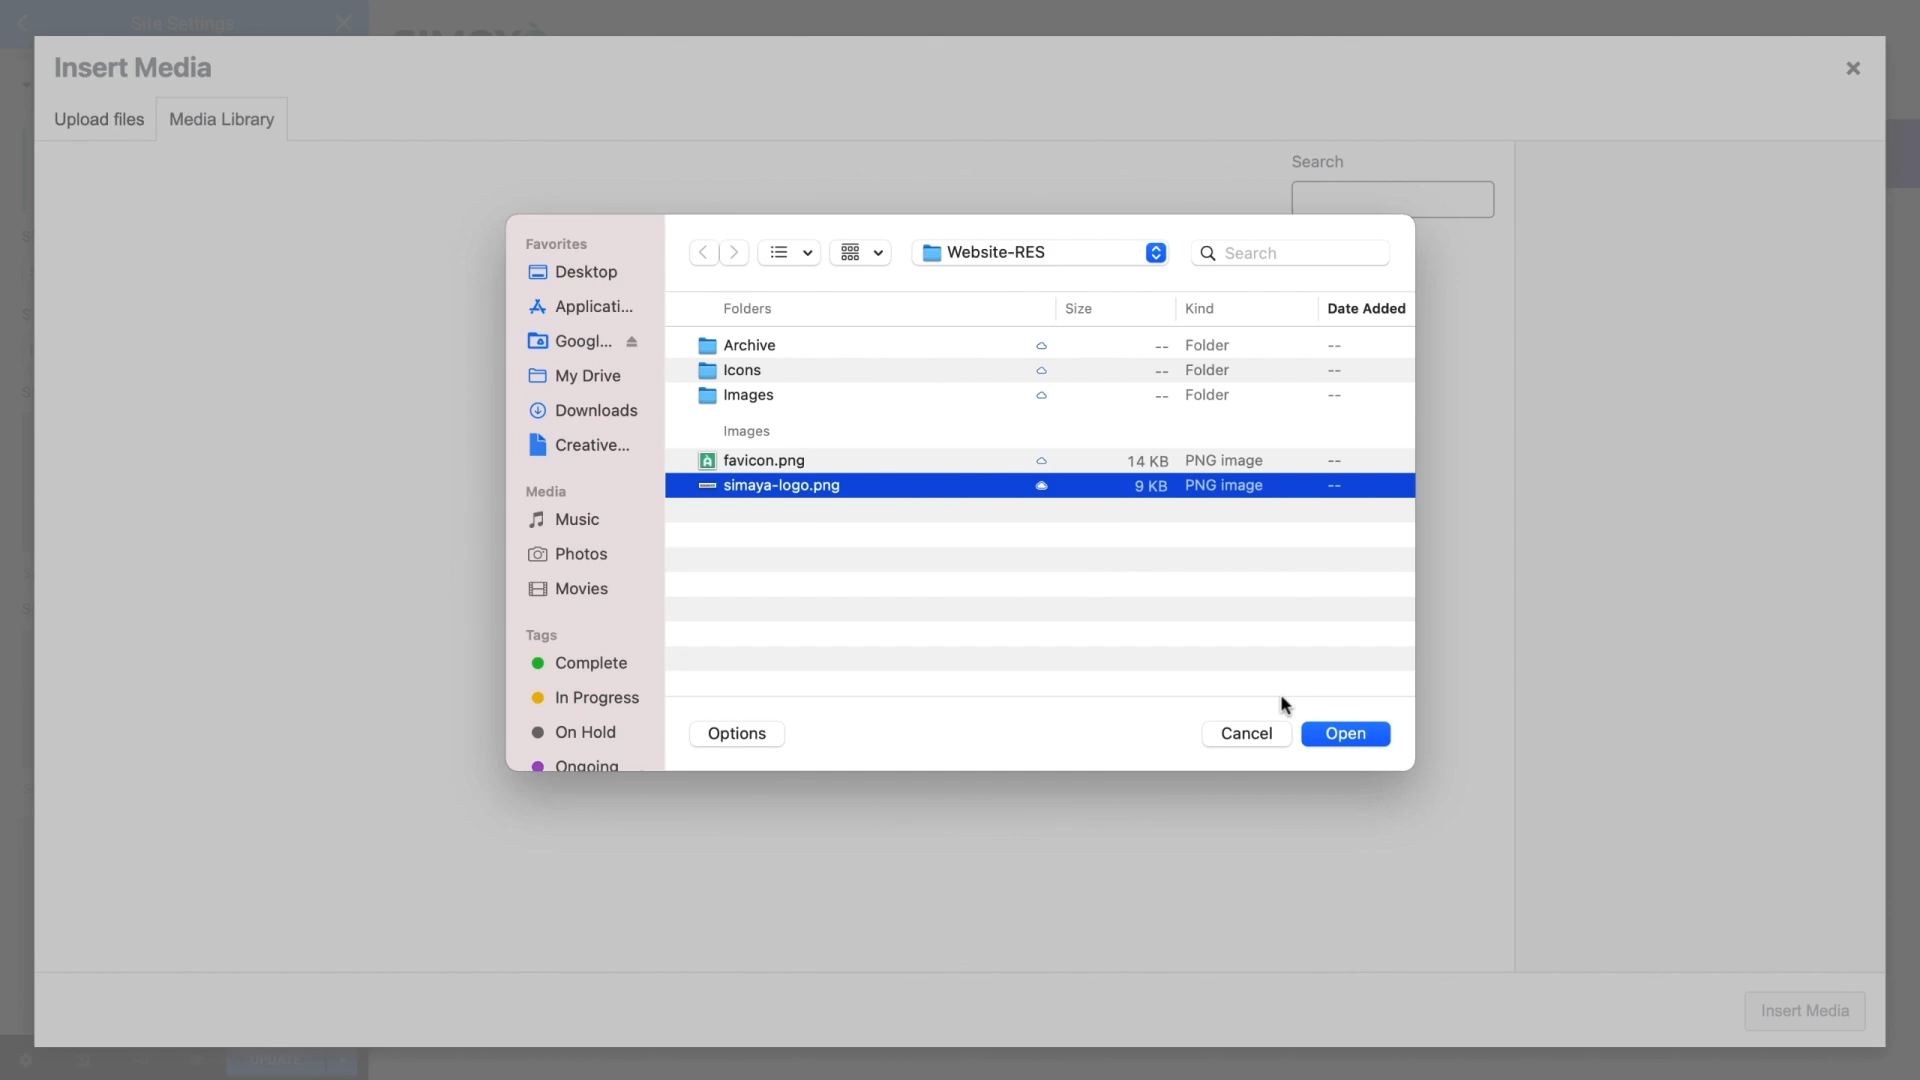 Site Settings
Insert Media
Upload files
Media Library
Search
Favorites
Desktop
Applicati...
Googl...
My Drive
Downloads
Creative...
Media
Music
Photos
Movies
Tags
Complete
In Progress
On Hold
Ongoing
Website-RES
Search
Folders Size Kind Date Added
Archive -- Folder --
Icons -- Folder --
Images -- Folder --
Images
favicon.png 14 KB PNG image --
simaya-logo.png 9 KB PNG image --
Options
Cancel
Open
Insert Media
UPDATE